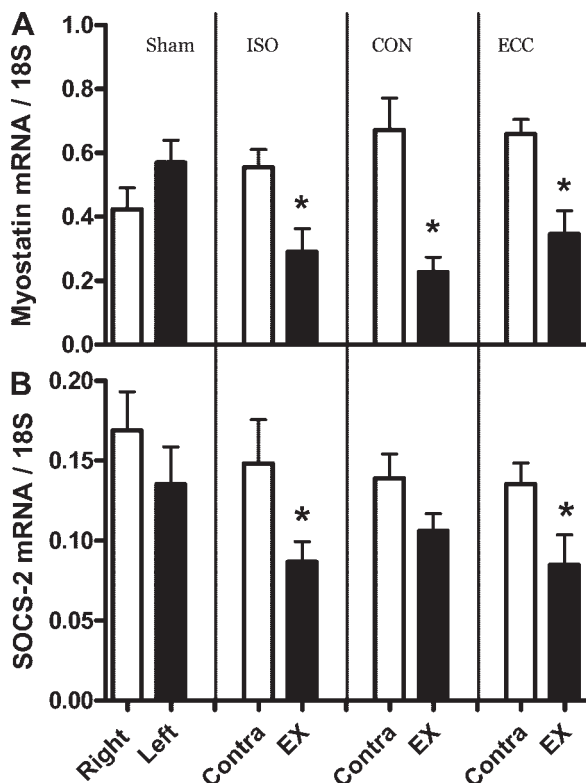 A
Myostatin mRNA / 18S
1.0
0.8
0.6
0.4
0.2
0.0
Sham ISO CON ECC
* * *
B
SOCS-2 mRNA / 18S
0.20
0.15
0.10
0.05
0.00
* *
Right Left Contra EX Contra EX Contra EX